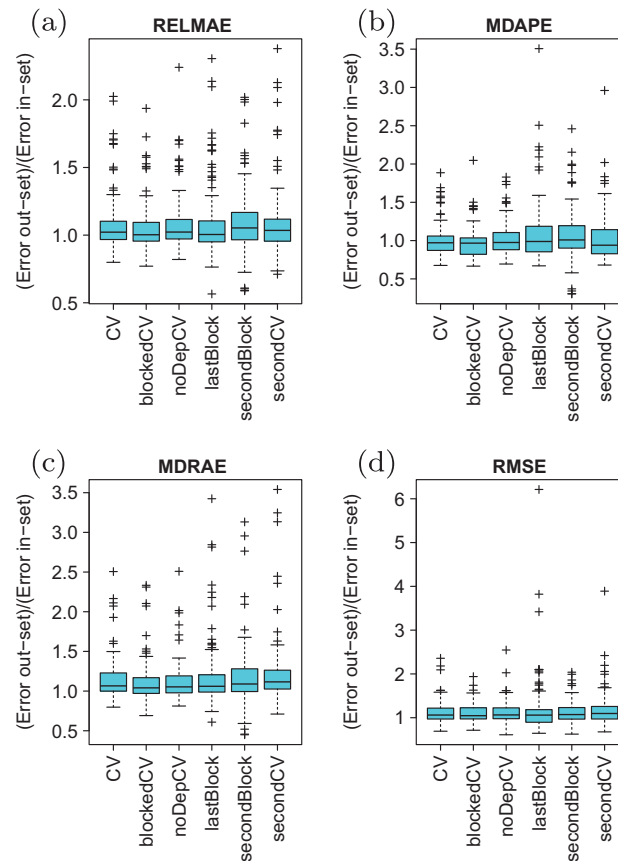 (a)
RELMAE
(Error out−set)/(Error in−set)
2.0
1.5
1.0
0.5
CV
blockedCV
noDepCV
lastBlock
secondBlock
secondCV
(b)
MDAPE
(Error out−set)/(Error in−set)
3.5
3.0
2.5
2.0
1.5
1.0
0.5
CV
blockedCV
noDepCV
lastBlock
secondBlock
secondCV
(c)
MDRAE
(Error out−set)/(Error in−set)
3.5
3.0
2.5
2.0
1.5
1.0
0.5
CV
blockedCV
noDepCV
lastBlock
secondBlock
secondCV
(d)
RMSE
(Error out−set)/(Error in−set)
6
5
4
3
2
1
CV
blockedCV
noDepCV
lastBlock
secondBlock
secondCV